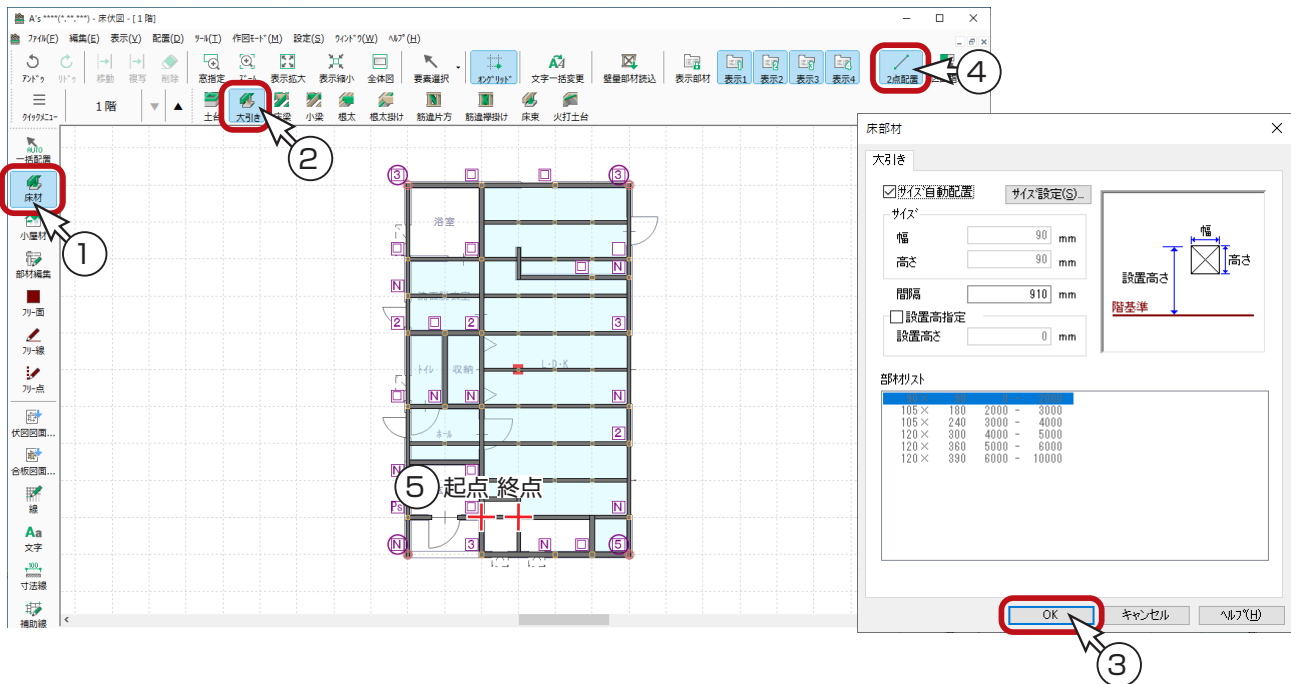 A's ****(*.**.***) - 床伏図 - [1 階]
ﾌｧｲﾙ(F) 編集(E) 表示(V) 配置(D) ﾂｰﾙ(T) 作図ﾓｰﾄﾞ(M) 設定(S) ｳｨﾝﾄﾞｳ(W) ﾍﾙﾌﾟ(H)
ｱﾝﾄﾞｩ ﾘﾄﾞｩ 移動 複写 削除 窓指定 ｽﾞｰﾑ 表示拡大 表示縮小 全体図 要素選択 ｵﾝｸﾞﾘｯﾄﾞ 文字一括変更 壁量部材読込 表示部材 表示1 表示2 表示3 表示4 2点配置
④
ｸｲｯｸﾒﾆｭｰ 1 階 土台 大引き 床梁 小梁 根太 根太掛け 筋違片方 筋違襷掛け 床束 火打土台
②
AUTO
一括配置
床材
①
小屋材
部材編集
ﾌﾘｰ面
ﾌﾘｰ線
ﾌﾘｰ点
伏図図面...
合板図面...
線
Aa
文字
100
寸法線
補助線
3 3
浴室
N
N
2 2 3
L・D・K
ﾄｲﾚ 収納
N N N
ﾎｰﾙ
2
N
⑤ 起点 終点
Ps N
N 3 N 5
床部材
大引き
サイズ自動配置 サイズ設定(S)...
サイズ
幅 90 mm
高さ 90 mm
間隔 910 mm
設置高指定
設置高さ 0 mm
幅
高さ
設置高さ
階基準
部材リスト
105× 180 2000 - 3000
105× 240 3000 - 4000
120× 300 4000 - 5000
120× 360 5000 - 6000
120× 390 6000 - 10000
OK キャンセル ﾍﾙﾌﾟ(H)
③